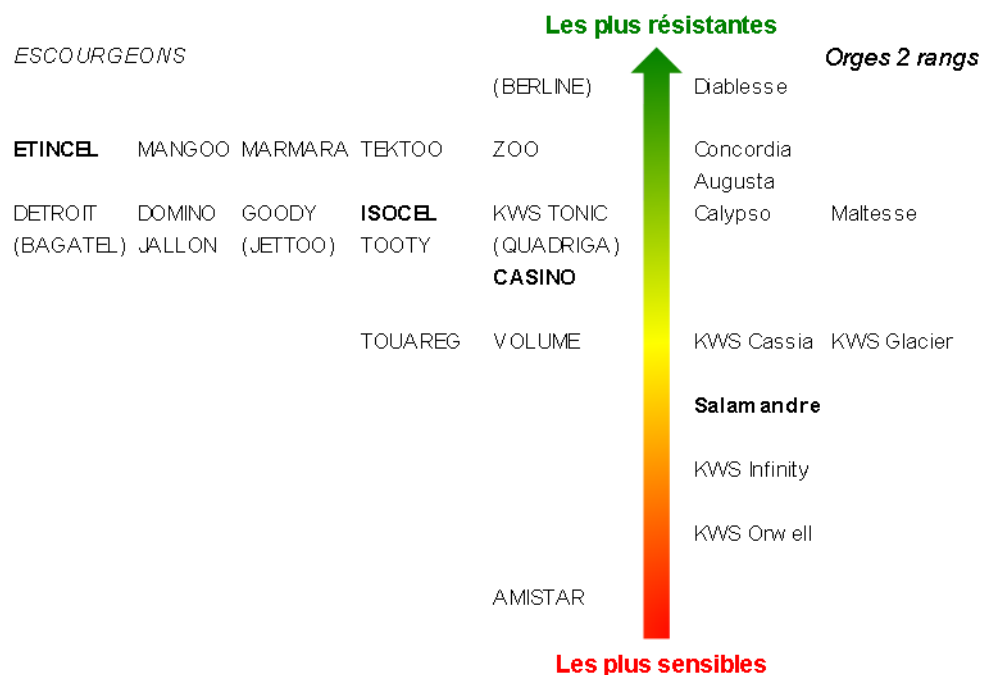 Les plus résistantes
ESCOURGEONS Orges 2 rangs
(BERLINE) Diablesse
ETINCEL MANGOO MARMARA TEKTOO ZOO Concordia
Augusta
DETROIT DOMINO GOODY ISOCEL KWS TONIC Calypso Maltesse
(BAGATEL) JALLON (JETTOO) TOOTY (QUADRIGA)
CASINO
TOUAREG VOLUME KWS Cassia KWS Glacier
Salamandre
KWS Infinity
KWS Orwell
AMISTAR
Les plus sensibles